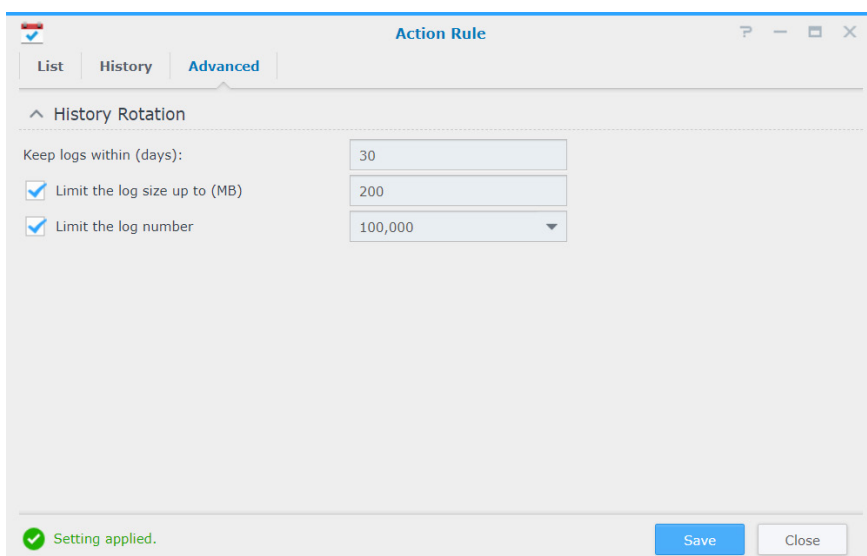 Action Rule
List History Advanced
History Rotation
Keep logs within (days): 30
Limit the log size up to (MB) 200
Limit the log number 100,000
Setting applied. Save Close